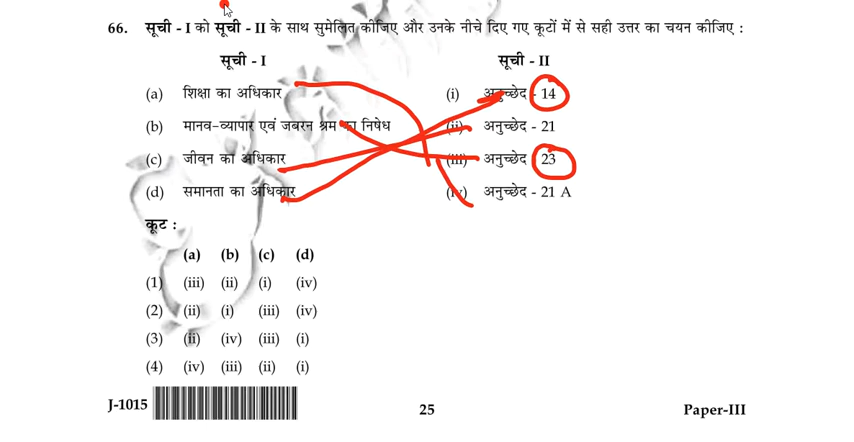 66. सूची - I को सूची - II के साथ सुमेलित कीजिए और उनके नीचे दिए गए कूटों में से सही उत्तर का चयन कीजिए :
सूची - I सूची - II
(a) शिक्षा का अधिकार (i) अनुच्छेद - 14
(b) मानव-व्यापार एवं जबरन श्रम का निषेध (ii) अनुच्छेद - 21
(c) जीवन का अधिकार (iii) अनुच्छेद 23
(d) समानता का अधिकार (iv) अनुच्छेद - 21 A
कूट :
(a) (b) (c) (d)
(1) (iii) (ii) (i) (iv)
(2) (ii) (i) (iii) (iv)
(3) (ii) (iv) (iii) (i)
(4) (iv) (iii) (ii) (i)
J-1015 25 Paper-III